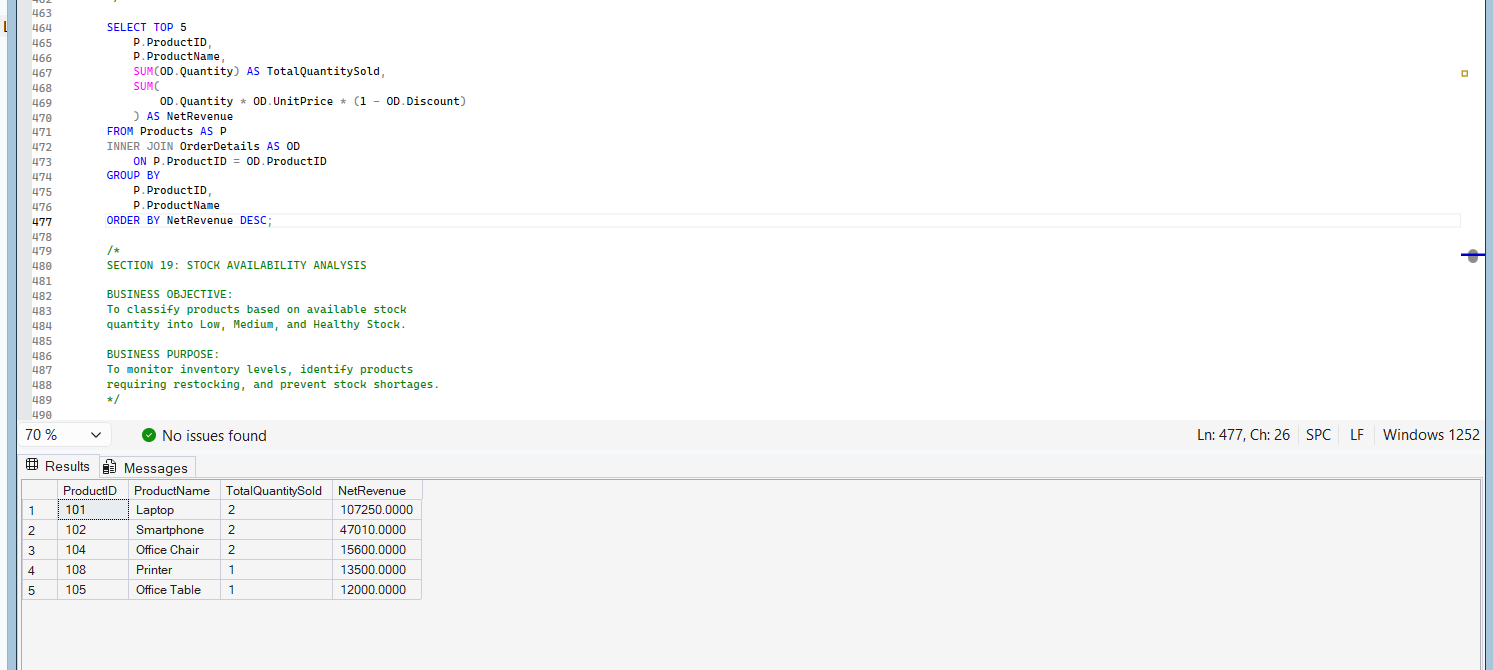 463
464 SELECT TOP 5
465 P.ProductID,
466 P.ProductName,
467 SUM(OD.Quantity) AS TotalQuantitySold,
468 SUM(
469 OD.Quantity * OD.UnitPrice * (1 - OD.Discount)
470 ) AS NetRevenue
471 FROM Products AS P
472 INNER JOIN OrderDetails AS OD
473 ON P.ProductID = OD.ProductID
474 GROUP BY
475 P.ProductID,
476 P.ProductName
477 ORDER BY NetRevenue DESC;
478
479 /*
480 SECTION 19: STOCK AVAILABILITY ANALYSIS
481
482 BUSINESS OBJECTIVE:
483 To classify products based on available stock
484 quantity into Low, Medium, and Healthy Stock.
485
486 BUSINESS PURPOSE:
487 To monitor inventory levels, identify products
488 requiring restocking, and prevent stock shortages.
489 */
490
70 % No issues found Ln: 477, Ch: 26 SPC LF Windows 1252
Results Messages
ProductID ProductName TotalQuantitySold NetRevenue
1 101 Laptop 2 107250.0000
2 102 Smartphone 2 47010.0000
3 104 Office Chair 2 15600.0000
4 108 Printer 1 13500.0000
5 105 Office Table 1 12000.0000